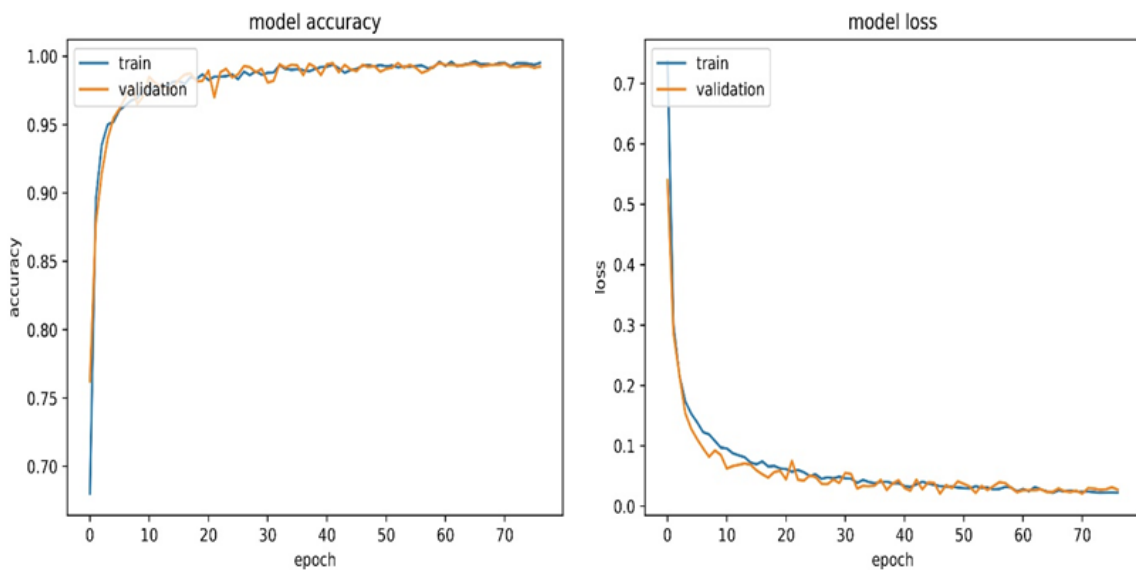 model accuracy
train
validation
1.00
0.95
0.90
0.85
0.80
0.75
0.70
accuracy
0 10 20 30 40 50 60 70
epoch
model loss
train
validation
0.7
0.6
0.5
0.4
0.3
0.2
0.1
0.0
loss
0 10 20 30 40 50 60 70
epoch